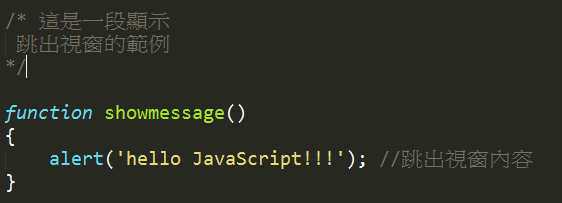 /* 這是一段顯示
跳出視窗的範例
*/
function showmessage()
{
alert('hello JavaScript!!!'); //跳出視窗內容
}